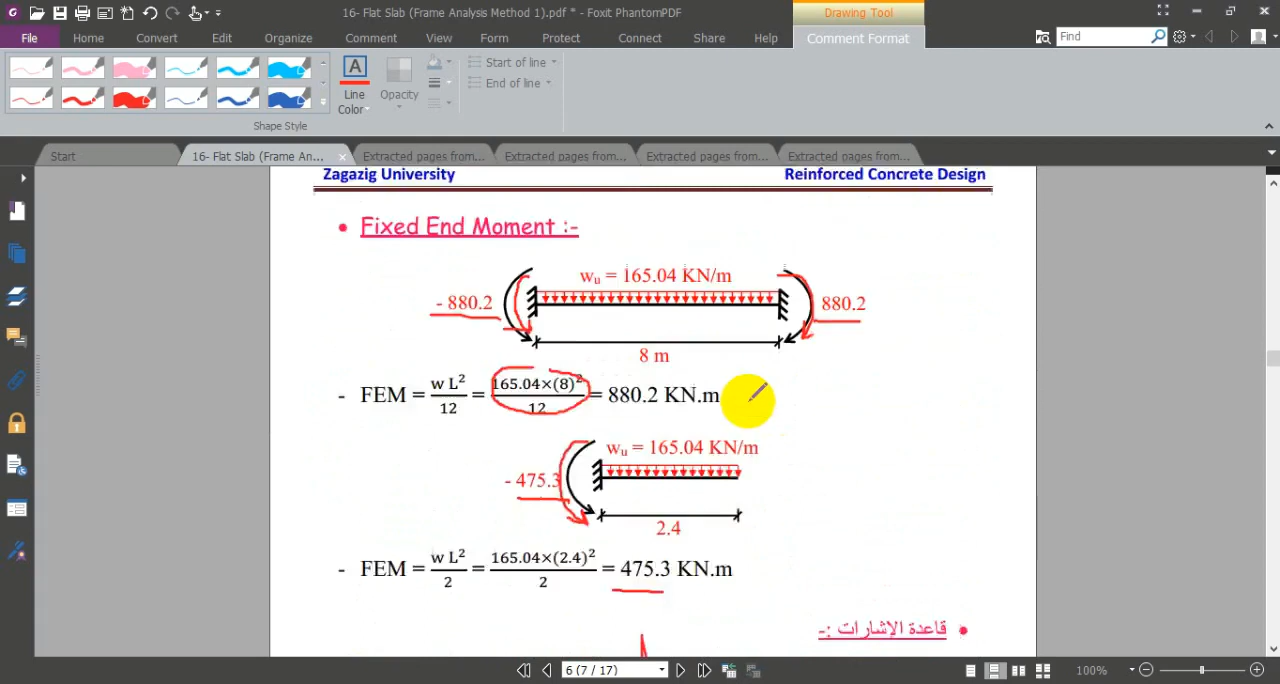 16- Flat Slab (Frame Analysis Method 1).pdf * - Foxit PhantomPDF
Drawing Tool
File Home Convert Edit Organize Comment View Form Protect Connect Share Help Comment Format
Find
A
Line Color
Opacity
Start of line
End of line
Shape Style
Start
16- Flat Slab (Frame An... x
Extracted pages from...
Extracted pages from...
Extracted pages from...
Extracted pages from...
Zagazig University
Reinforced Concrete Design
• Fixed End Moment :-
wu = 165.04 KN/m
- 880.2
880.2
8 m
- FEM = w L²/12 = 165.04×(8)²/12 = 880.2 KN.m
wu = 165.04 KN/m
- 475.3
2.4
- FEM = w L²/2 = 165.04×(2.4)²/2 = 475.3 KN.m
• قاعدة الإشارات :-
6 (7 / 17)
100%